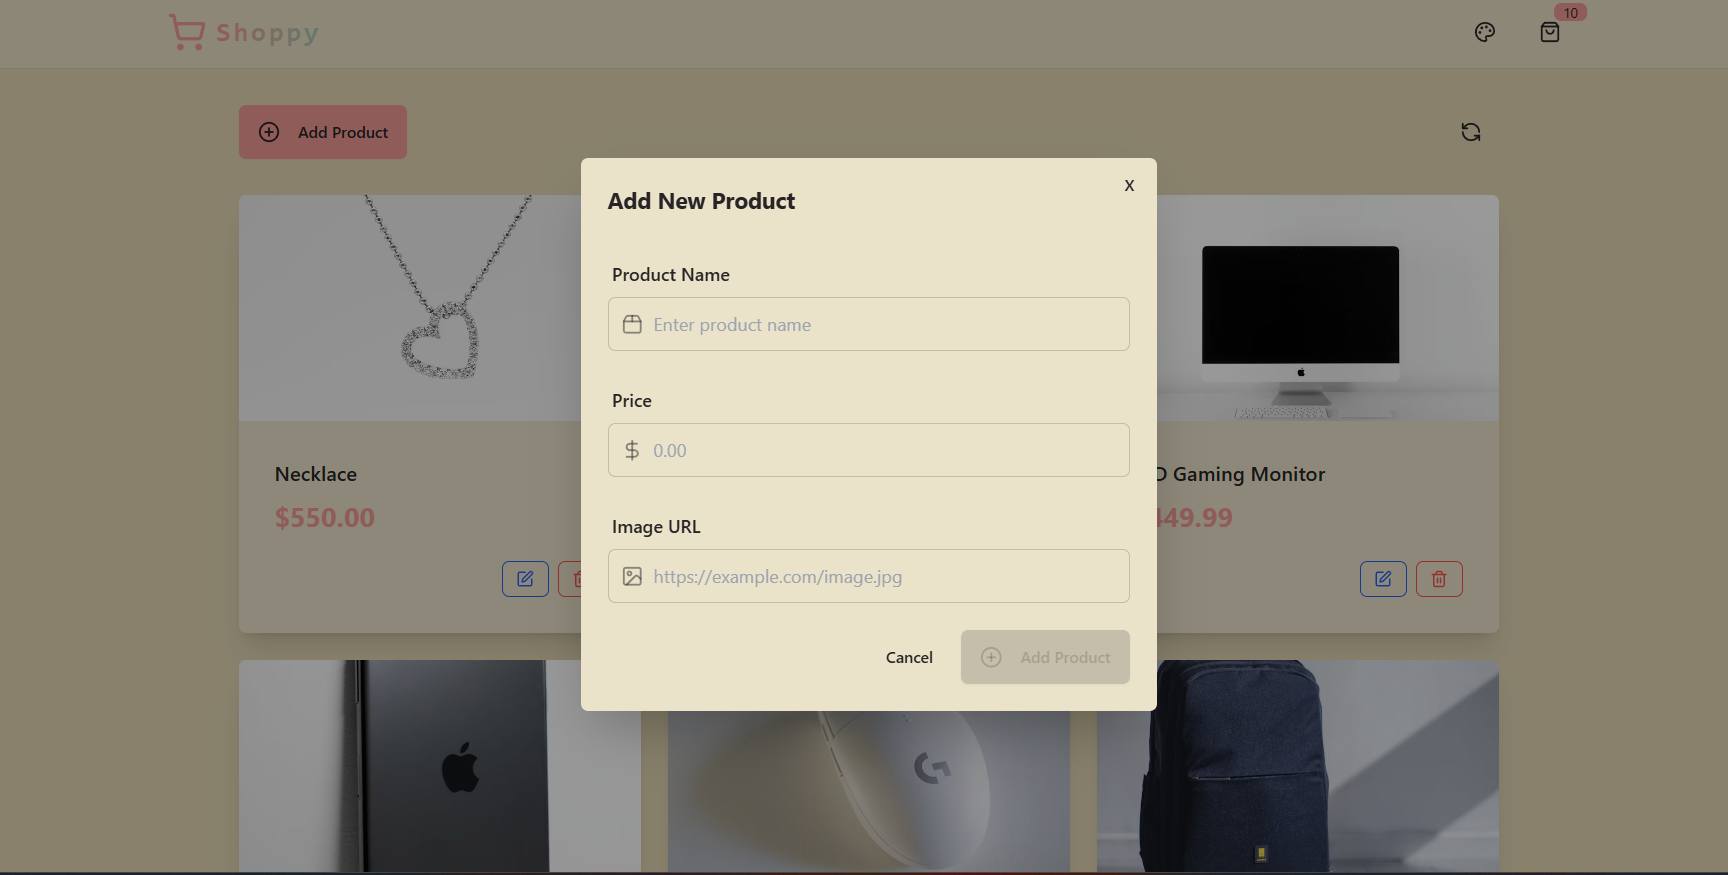 Shoppy
10
Add Product
Add New Product
X
Product Name
Enter product name
Price
0.00
Image URL
https://example.com/image.jpg
Cancel
Add Product
Necklace
$550.00
Gaming Monitor
49.99